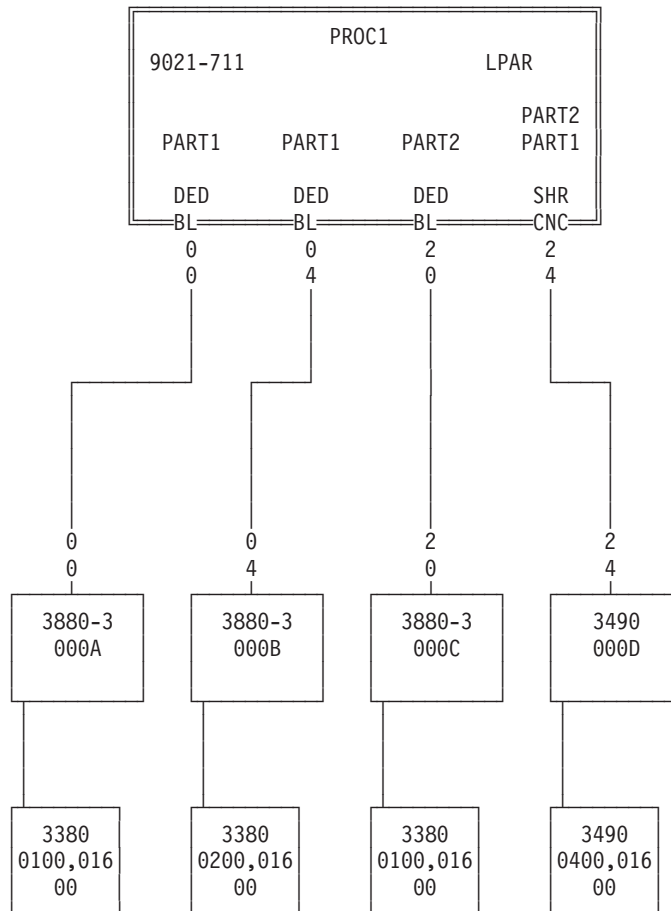 PROC1
9021-711 LPAR
PART2
PART1 PART1 PART2 PART1
DED DED DED SHR
BL BL BL CNC
0 0 2 2
0 4 0 4
0 0 2 2
0 4 0 4
3880-3 3880-3 3880-3 3490
000A 000B 000C 000D
3380 3380 3380 3490
0100,016 0200,016 0100,016 0400,016
00 00 00 00